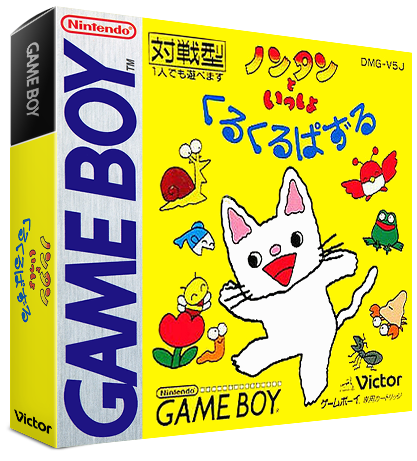 Nintendo
GAME BOY
GAME BOY
TM
ノンタン
と
いっしょ
くるくるぱずる
Victor
対戦型
1人でも遊べます
DMG-V5J
ノンタン
と
いっしょ
くるくるぱずる
Nintendo
GAME BOY
Victor
ゲームボーイ専用カートリッジ